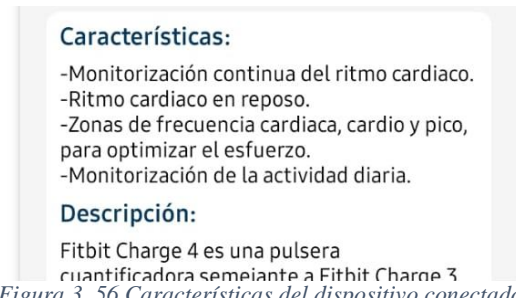 Características:
-Monitorización continua del ritmo cardiaco.
-Ritmo cardiaco en reposo.
-Zonas de frecuencia cardiaca, cardio y pico,
para optimizar el esfuerzo.
-Monitorización de la actividad diaria.
Descripción:
Fitbit Charge 4 es una pulsera
cuantificadora semejante a Fitbit Charge 3
Figura 3. 56 Características del dispositivo conectado